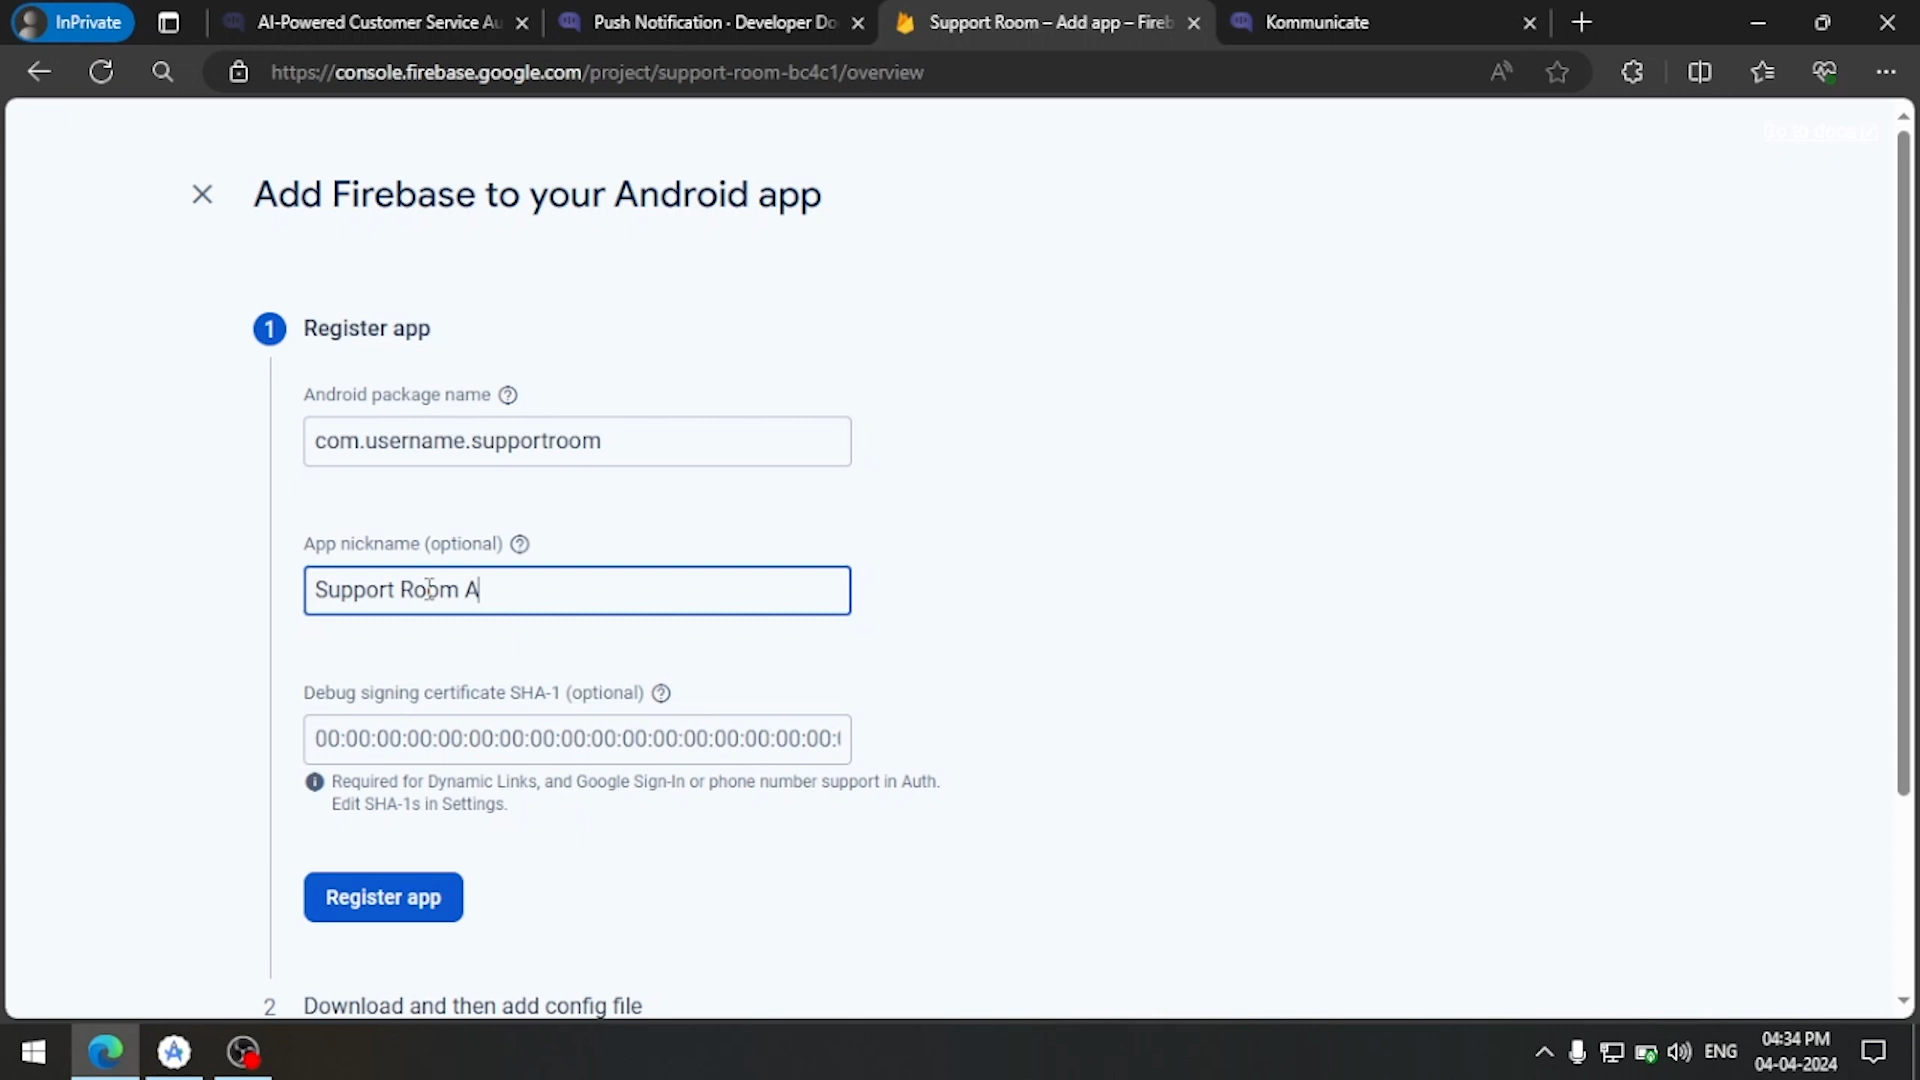 InPrivate
AI-Powered Customer Service Au
Push Notification · Developer Do
Support Room – Add app – Fireb
Kommunicate
https://console.firebase.google.com/project/support-room-bc4c1/overview
Go to docs
Add Firebase to your Android app
1 Register app
Android package name
com.username.supportroom
App nickname (optional)
Support Room A
Debug signing certificate SHA-1 (optional)
00:00:00:00:00:00:00:00:00:00:00:00:00:00:00:00:00:
Required for Dynamic Links, and Google Sign-In or phone number support in Auth.
Edit SHA-1s in Settings.
Register app
2 Download and then add config file
ENG
04:34 PM
04-04-2024